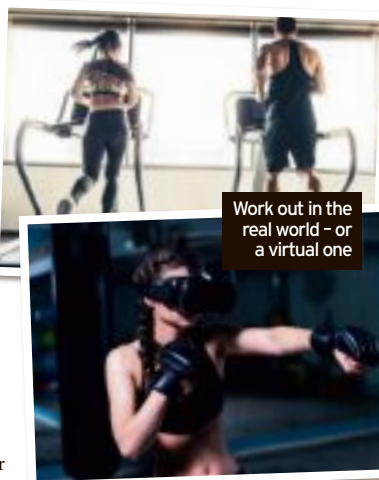 Work out in the
real world – or
a virtual one
r